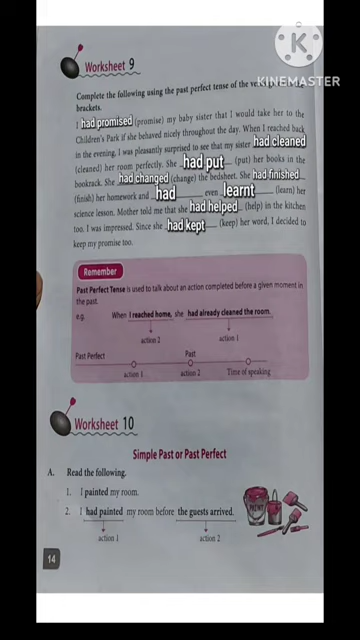 KINEMASTER
Worksheet 9
Complete the following using the past perfect tense of the ver
brackets.
I had promised (promise) my baby sister that I would take her to the
Children's Park if she behaved nicely throughout the day. When I reached back
in the evening, I was pleasantly surprised to see that my sister had cleaned
(cleaned) her room perfectly. She had put (put) her books in the
bookrack. She had changed (change) the bedsheet. She had finished
(finish) her homework and had even learnt (learn) her
science lesson. Mother told me that she had helped (help) in the kitchen
too. I was impressed. Since she had kept (keep) her word, I decided to
keep my promise too.
Remember
Past Perfect Tense is used to talk about an action completed before a given moment in
the past.
e.g. When I reached home, she had already cleaned the room.
action 2 action 1
Past Perfect Past
action 1 action 2 Time of speaking
Worksheet 10
Simple Past or Past Perfect
A. Read the following.
1. I painted my room.
2. I had painted my room before the guests arrived.
action 1 action 2
PAINT
14